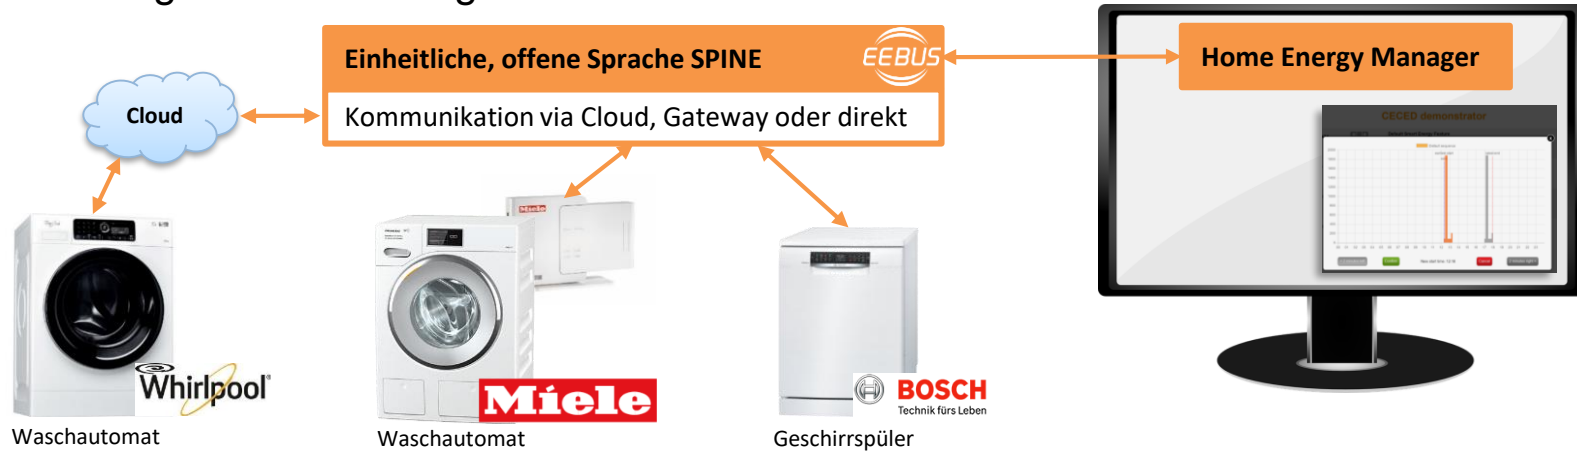 Einheitliche, offene Sprache SPINE
EEBUS
Home Energy Manager
Kommunikation via Cloud, Gateway oder direkt
Cloud
CECED demonstrator
Miele
Whirlpool
Miele
BOSCH
Technik fürs Leben
Waschautomat
Waschautomat
Geschirrspüler